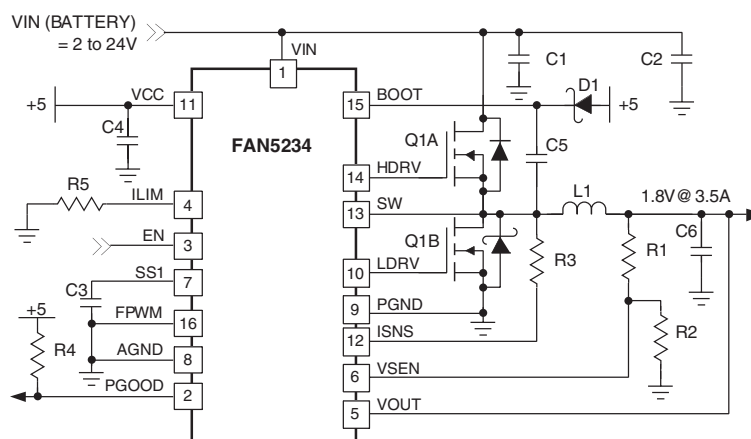 VIN (BATTERY)
= 2 to 24V
VIN
1
C1
C2
+5
VCC
11
C4
FAN5234
15
BOOT
D1
+5
Q1A
C5
R5
ILIM
4
14
HDRV
13
SW
L1
1.8V@ 3.5A
EN
3
Q1B
C6
R1
R3
SS1
7
10
LDRV
C3
9
PGND
+5
FPWM
16
12
ISNS
R2
R4
AGND
8
6
VSEN
PGOOD
2
5
VOUT